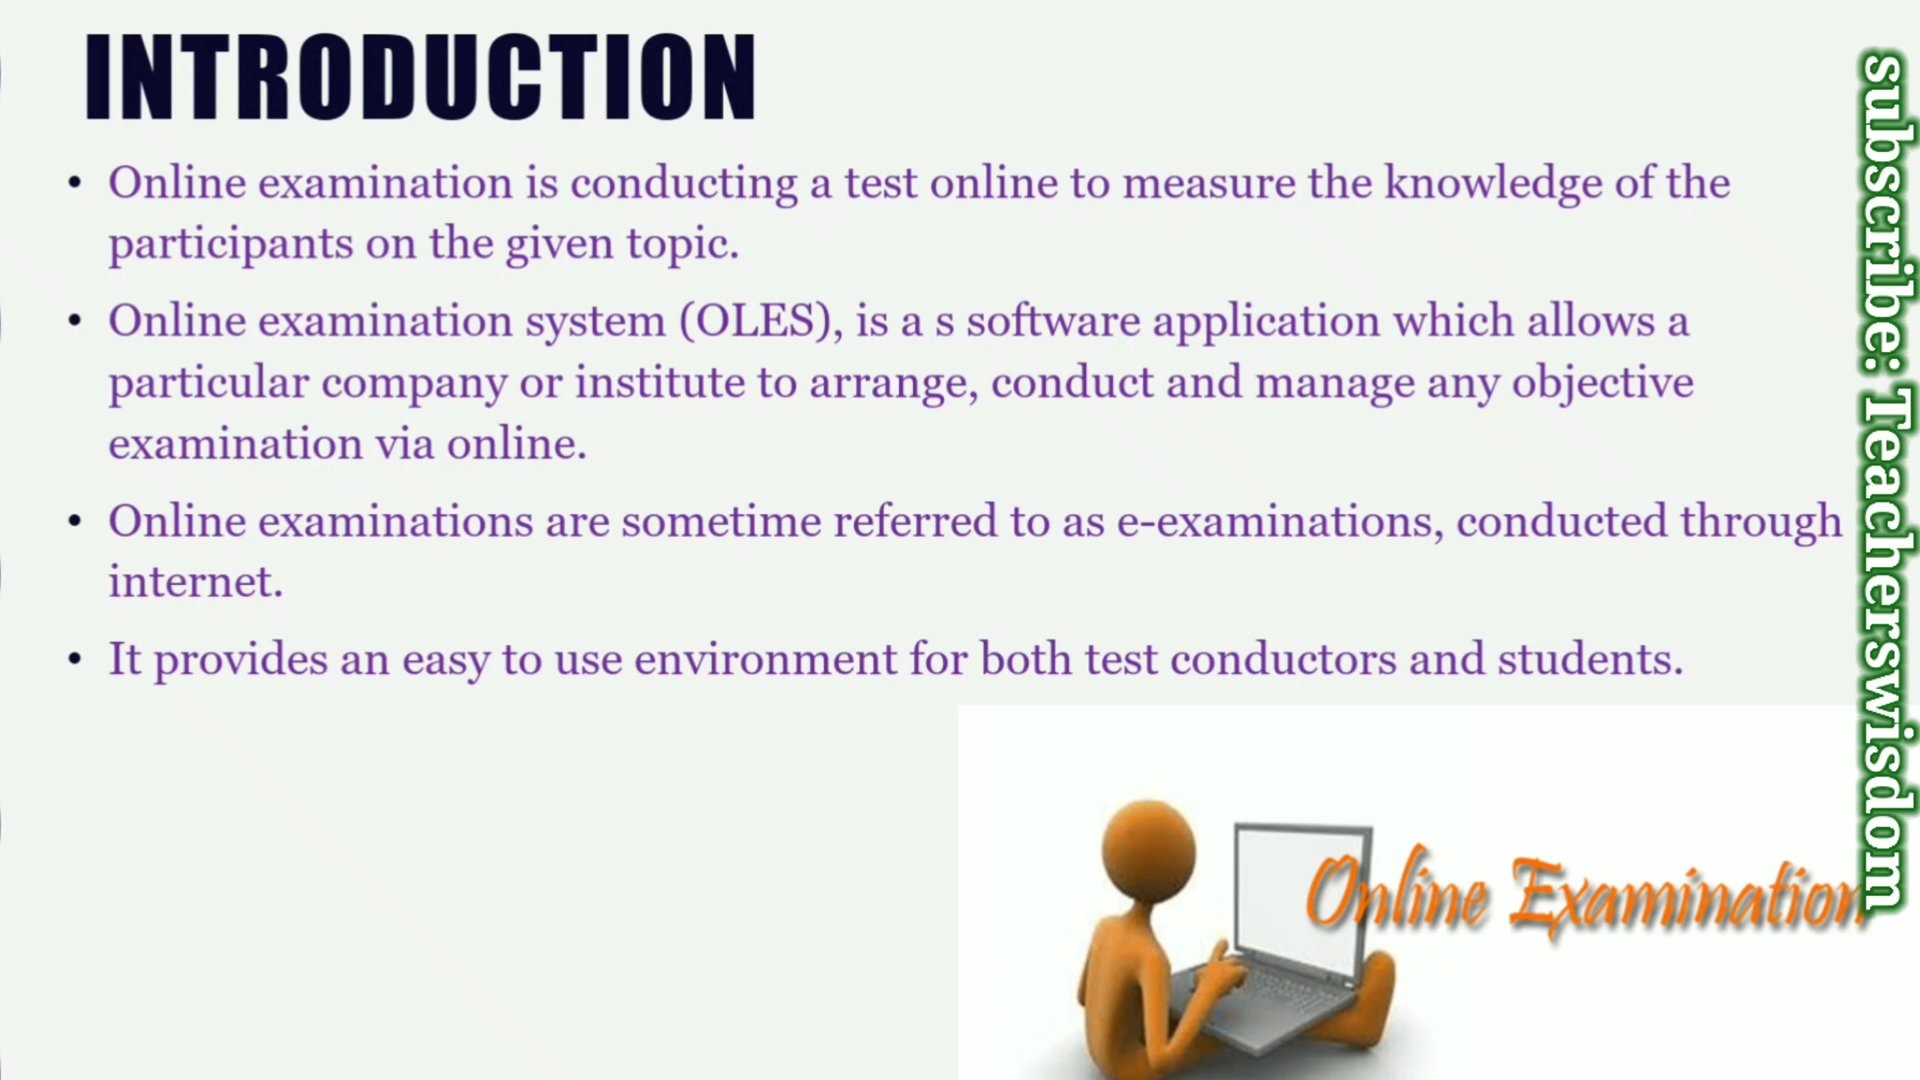 INTRODUCTION
• Online examination is conducting a test online to measure the knowledge of the
participants on the given topic.
• Online examination system (OLES), is a s software application which allows a
particular company or institute to arrange, conduct and manage any objective
examination via online.
• Online examinations are sometime referred to as e-examinations, conducted through
internet.
• It provides an easy to use environment for both test conductors and students.
Online Examination
subscribe: Teacherswisdom